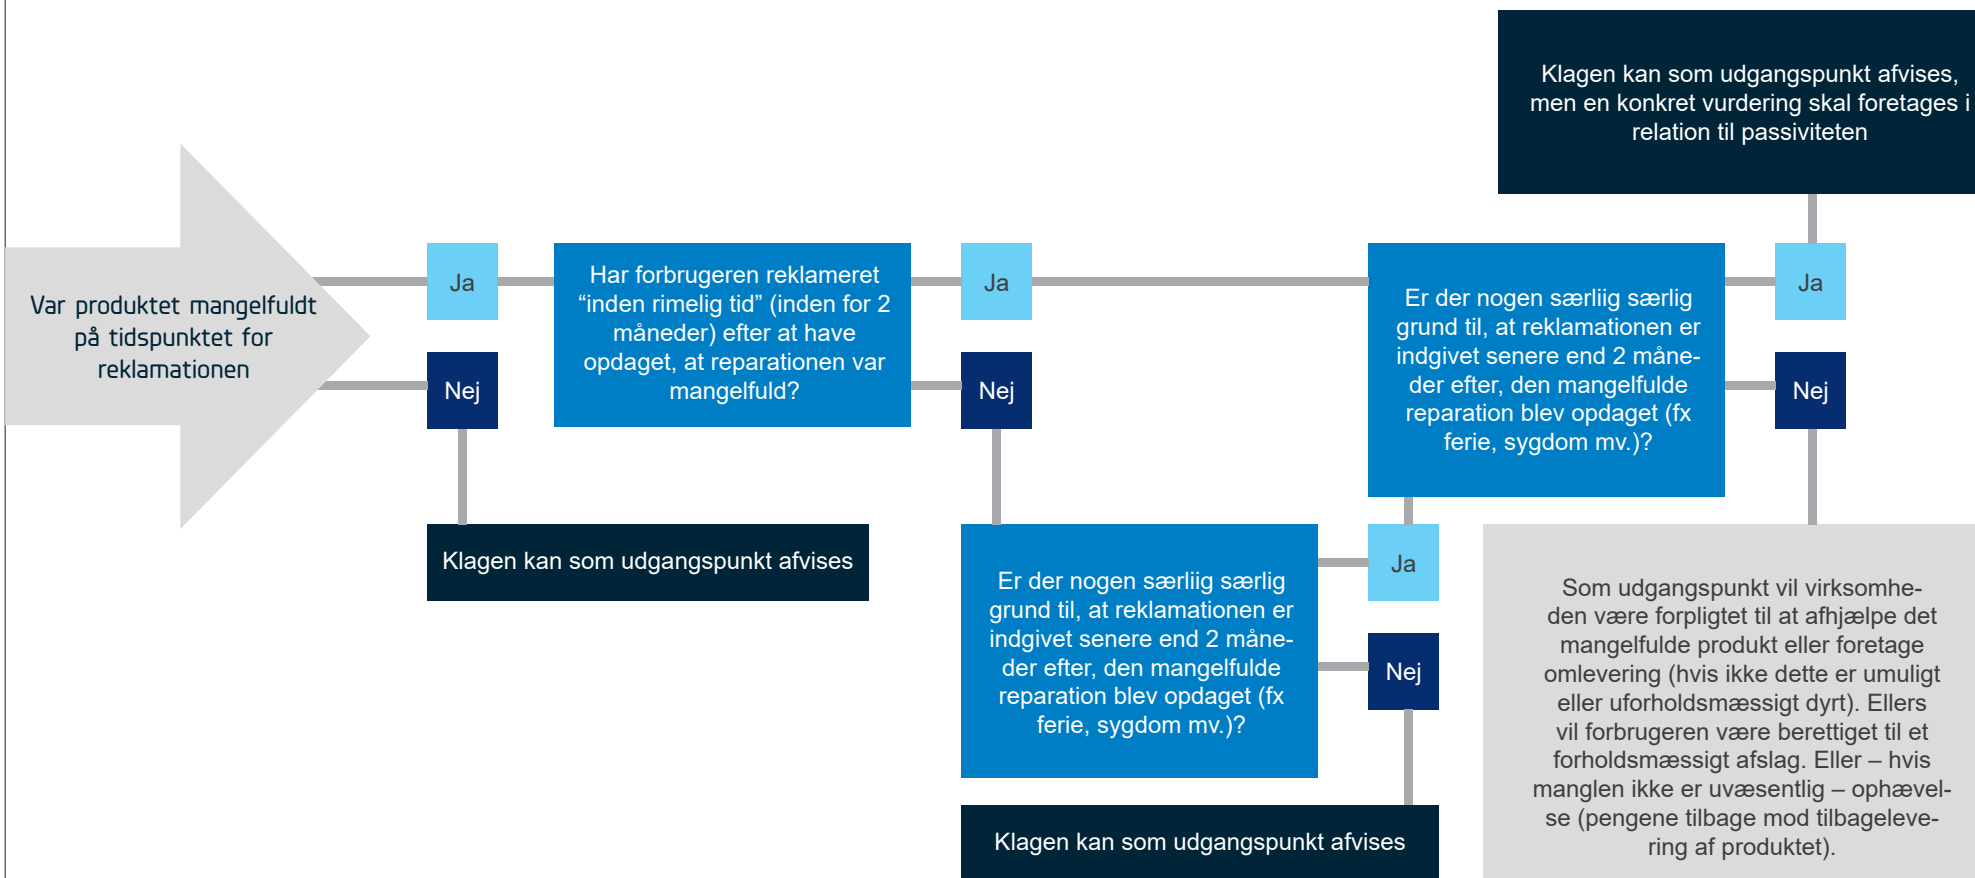 Var produktet mangelfuldt
på tidspunktet for
reklamationen
Ja
Nej
Klagen kan som udgangspunkt afvises
Har forbrugeren reklameret
“inden rimelig tid” (inden for 2
måneder) efter at have
opdaget, at reparationen var
mangelfuld?
Ja
Nej
Er der nogen særliig særlig
grund til, at reklamationen er
indgivet senere end 2 måne-
der efter, den mangelfulde
reparation blev opdaget (fx
ferie, sygdom mv.)?
Ja
Nej
Klagen kan som udgangspunkt afvises
Er der nogen særliig særlig
grund til, at reklamationen er
indgivet senere end 2 måne-
der efter, den mangelfulde
reparation blev opdaget (fx
ferie, sygdom mv.)?
Ja
Nej
Klagen kan som udgangspunkt afvises,
men en konkret vurdering skal foretages i
relation til passiviteten
Som udgangspunkt vil virksomhe-
den være forpligtet til at afhjælpe det
mangelfulde produkt eller foretage
omlevering (hvis ikke dette er umuligt
eller uforholdsmæssigt dyrt). Ellers
vil forbrugeren være berettiget til et
forholdsmæssigt afslag. Eller – hvis
manglen ikke er uvæsentlig – ophævel-
se (pengene tilbage mod tilbageleve-
ring af produktet).